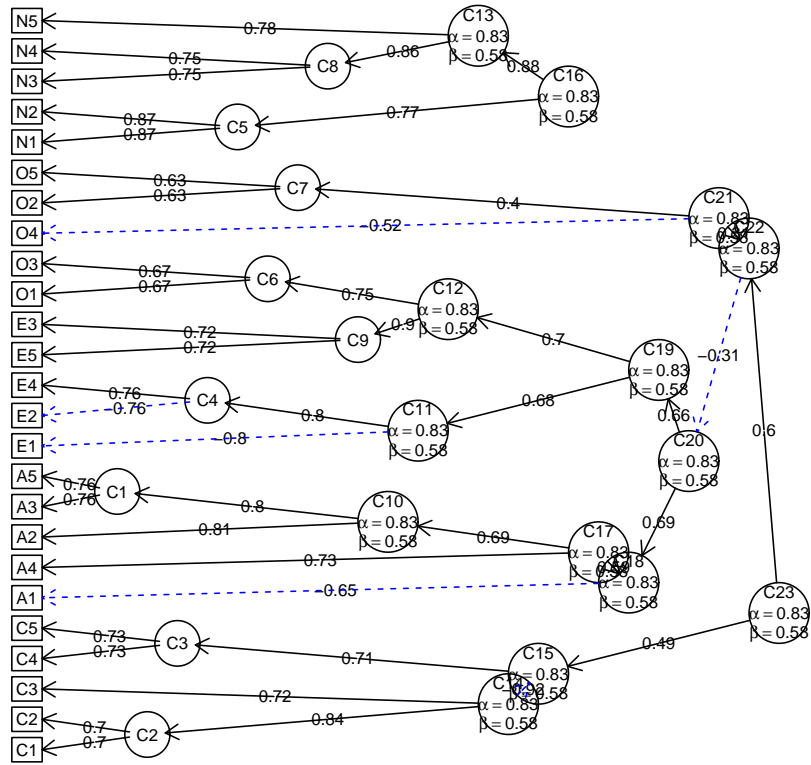 N5
N4
N3
N2
N1
O5
O2
O4
O3
O1
E3
E5
E4
E2
E1
A5
A3
A2
A4
A1
C5
C4
C3
C2
C1
0.78
0.75
0.75
0.86
0.88
0.87
0.87
0.77
0.63
0.63
0.4
−0.52
0.67
0.67
0.75
0.72
0.72
0.9
0.7
0.76
−0.76
0.8
−0.8
0.68
0.66
−0.31
0.6
0.76
0.76
0.8
0.81
0.69
0.73
−0.65
0.69
0.73
0.73
0.71
0.49
0.72
0.7
0.7
0.84
C8
C5
C7
C6
C9
C4
C1
C3
C2
C13
α = 0.83
β = 0.58
C16
α = 0.83
β = 0.58
C21
α = 0.83
C22
α = 0.83
β = 0.58
C12
α = 0.83
β = 0.58
C19
α = 0.83
β = 0.58
C11
α = 0.83
β = 0.58
C20
α = 0.83
β = 0.58
C10
α = 0.83
β = 0.58
C17
α = 0.83
C18
α = 0.83
β = 0.58
C23
α = 0.83
β = 0.58
C15
α = 0.83
0.58
α = 0.83
β = 0.58